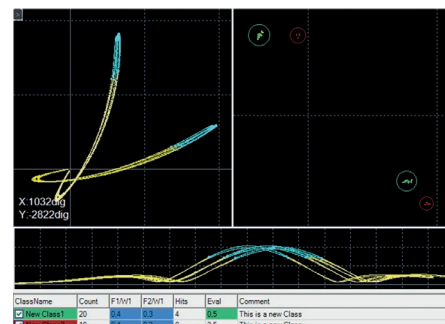 X:1032dig
Y:-2822dig
ClassName Count F1/W1 F2/W1 Hits Eval Comment
New Class1 20 0,4 0,3 4 0,5 This is a new Class